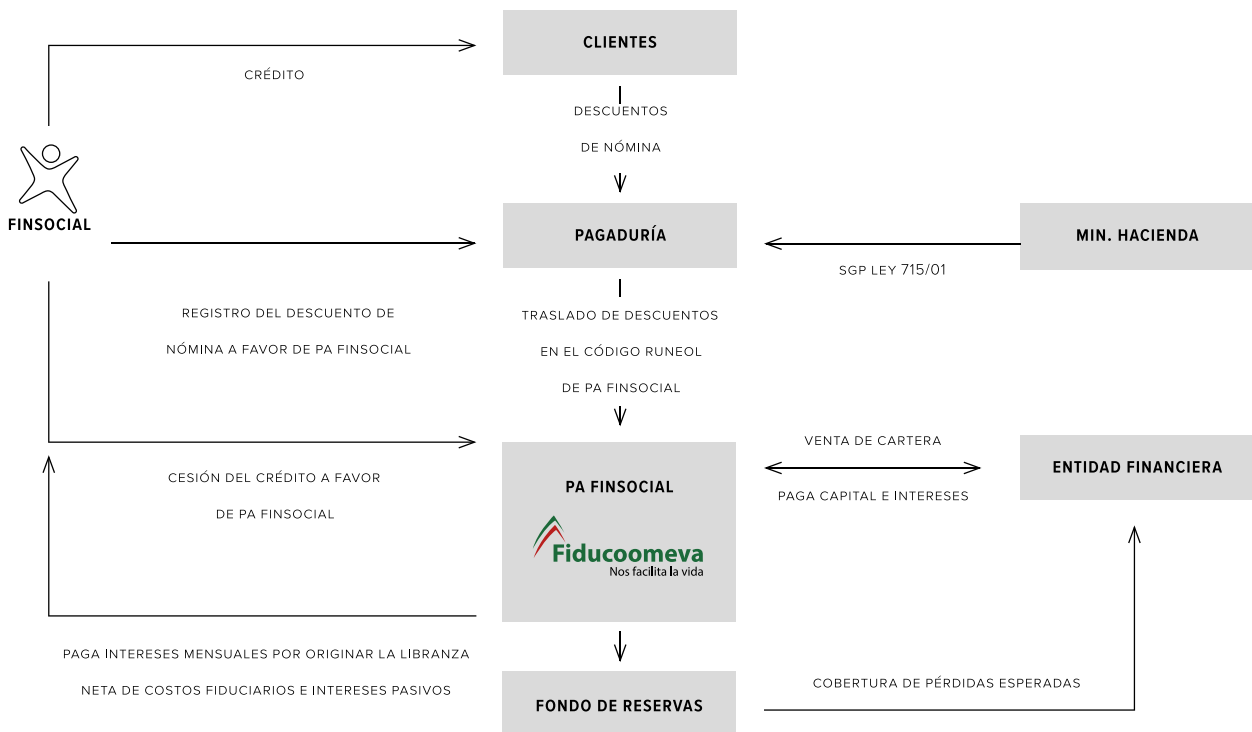 CLIENTES
CRÉDITO
DESCUENTOS
DE NÓMINA
FINSOCIAL
PAGADURÍA
MIN. HACIENDA
SGP LEY 715/01
REGISTRO DEL DESCUENTO DE
NÓMINA A FAVOR DE PA FINSOCIAL
TRASLADO DE DESCUENTOS
EN EL CÓDIGO RUNEOL
DE PA FINSOCIAL
VENTA DE CARTERA
PAGA CAPITAL E INTERESES
ENTIDAD FINANCIERA
CESIÓN DEL CRÉDITO A FAVOR
DE PA FINSOCIAL
PA FINSOCIAL
Fiducoomeva
Nos facilita la vida
PAGA INTERESES MENSUALES POR ORIGINAR LA LIBRANZA
NETA DE COSTOS FIDUCIARIOS E INTERESES PASIVOS
FONDO DE RESERVAS
COBERTURA DE PÉRDIDAS ESPERADAS